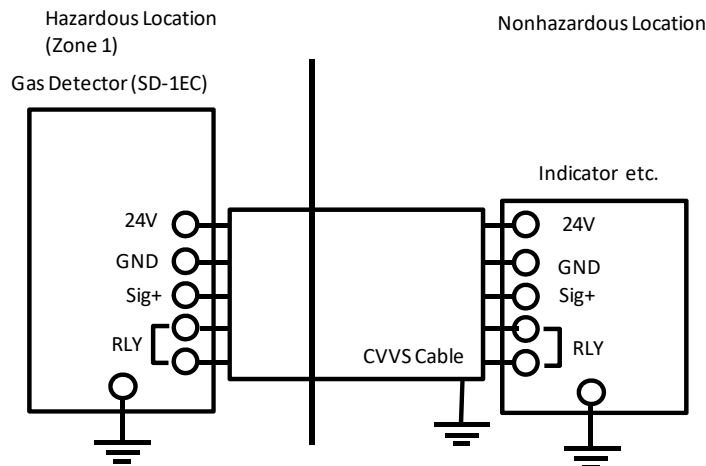 Hazardous Location
(Zone 1)
Nonhazardous Location
Gas Detector (SD-1EC)
Indicator etc.
24V
GND
Sig+
RLY
CVVS Cable
24V
GND
Sig+
RLY